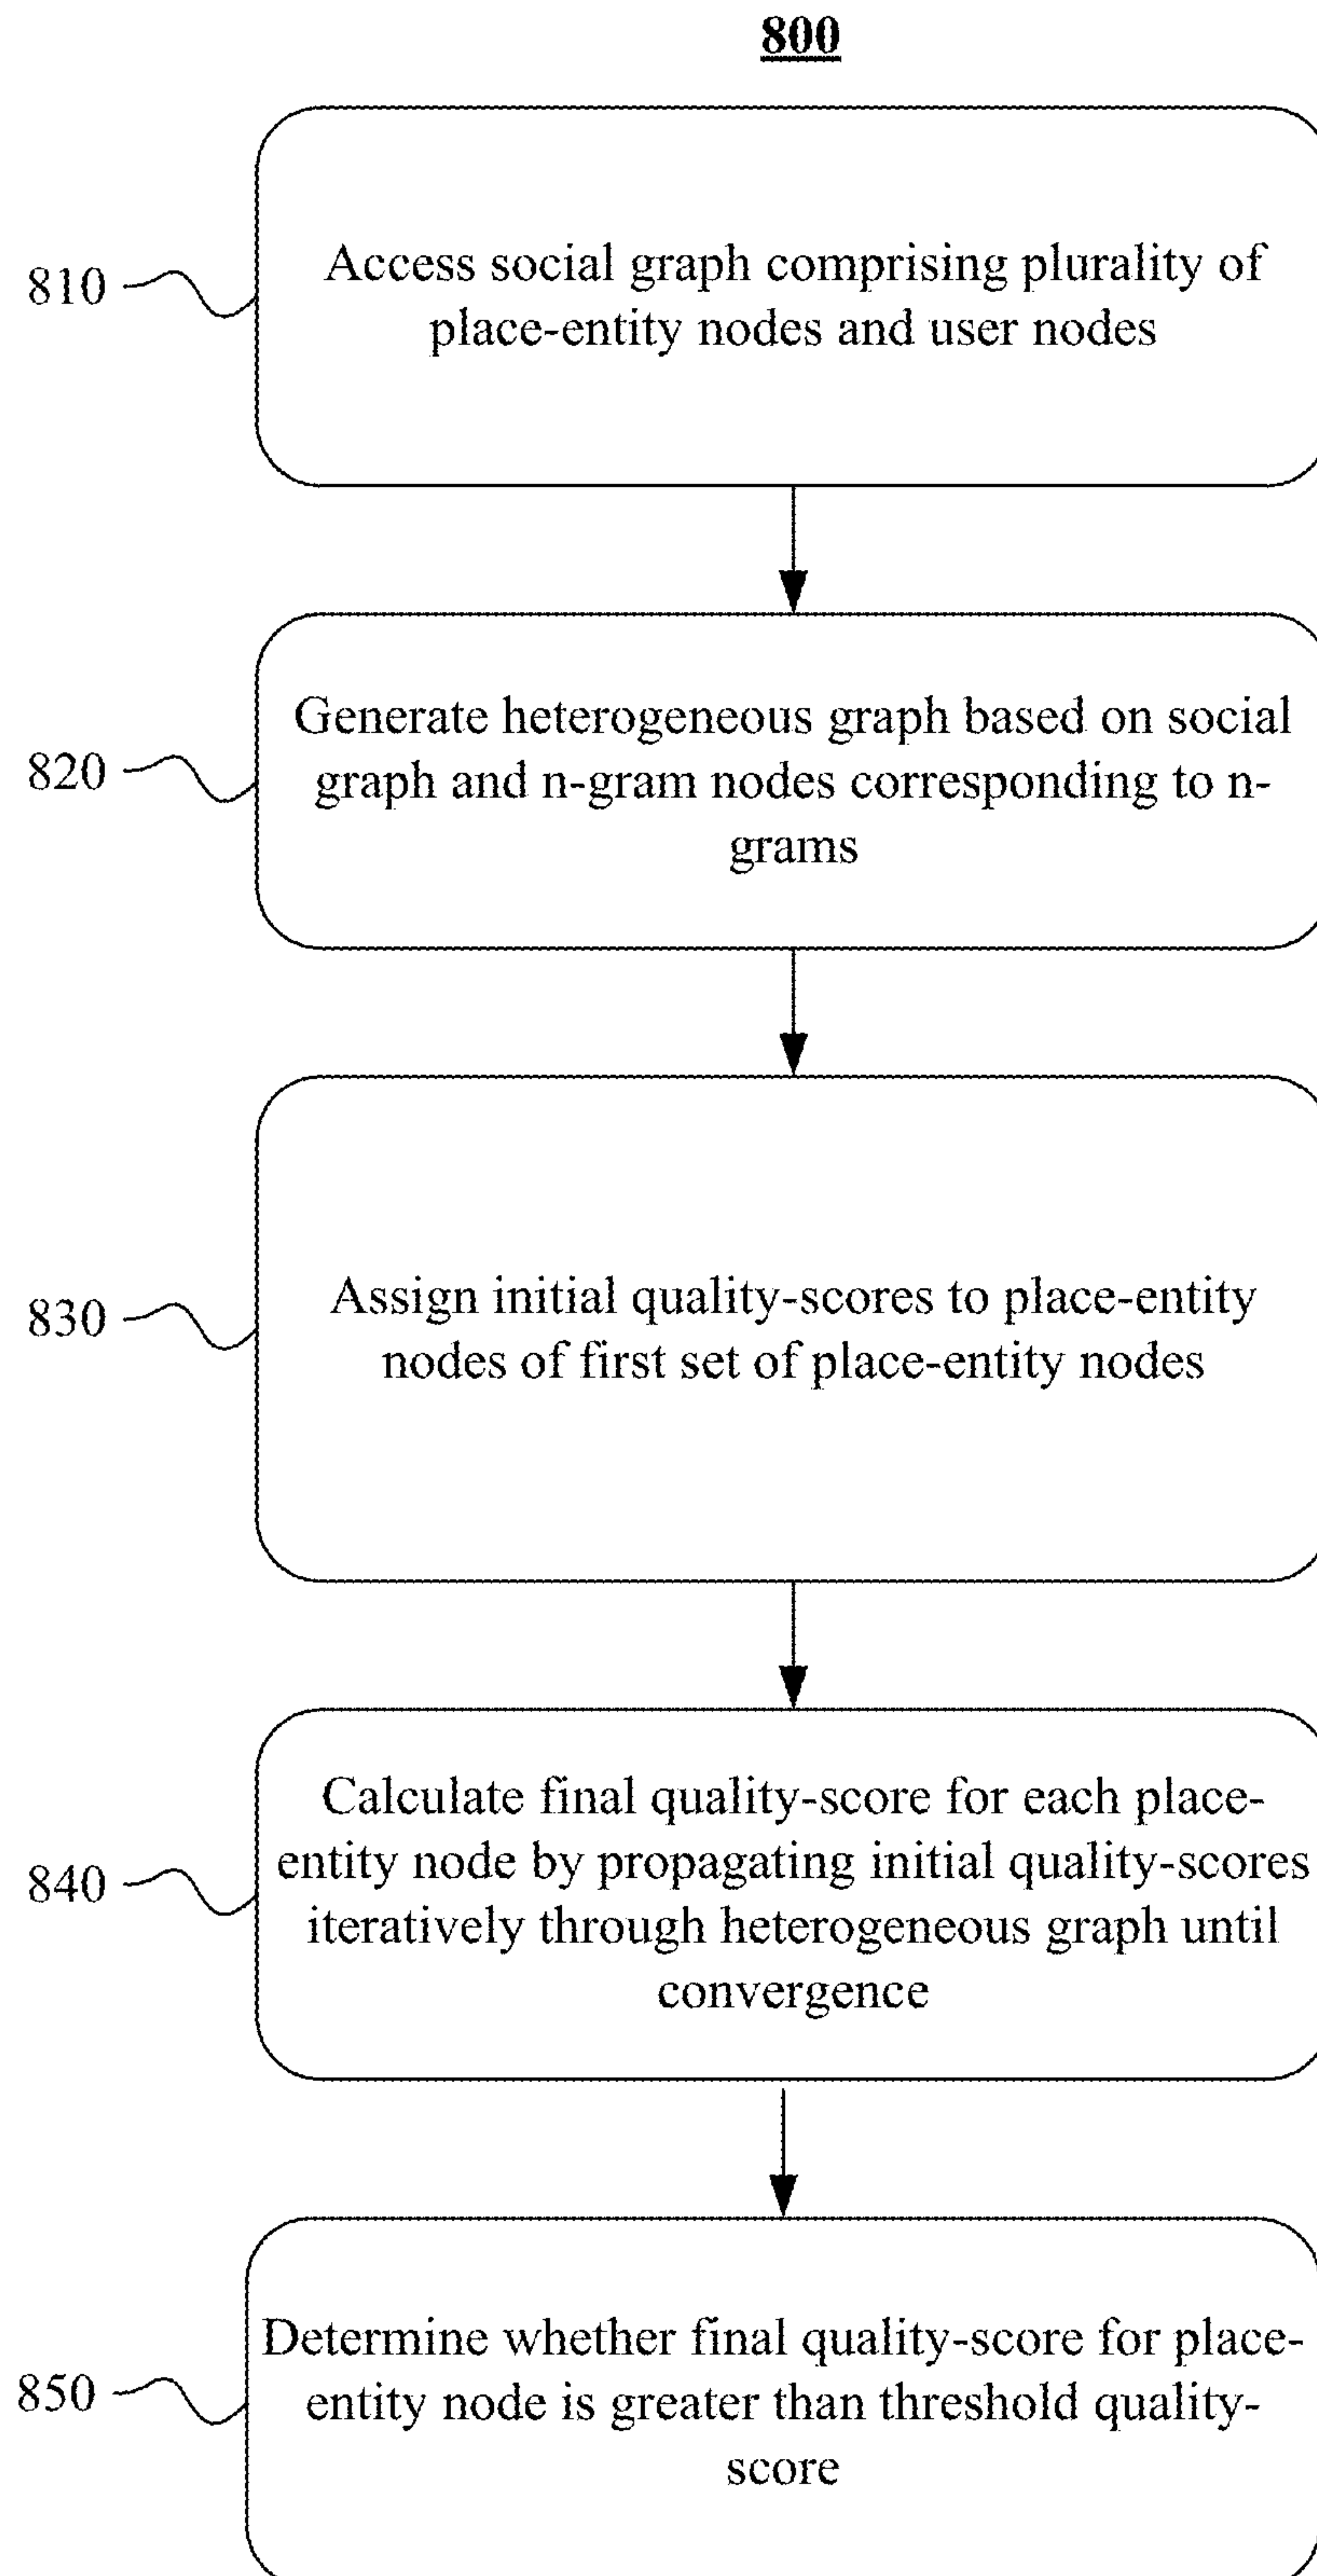 800
810
Access social graph comprising plurality of
place-entity nodes and user nodes
820
Generate heterogeneous graph based on social
graph and n-gram nodes corresponding to n-
grams
830
Assign initial quality-scores to place-entity
nodes of first set of place-entity nodes
840
Calculate final quality-score for each place-
entity node by propagating initial quality-scores
iteratively through heterogeneous graph until
convergence
850
Determine whether final quality-score for place-
entity node is greater than threshold quality-
score